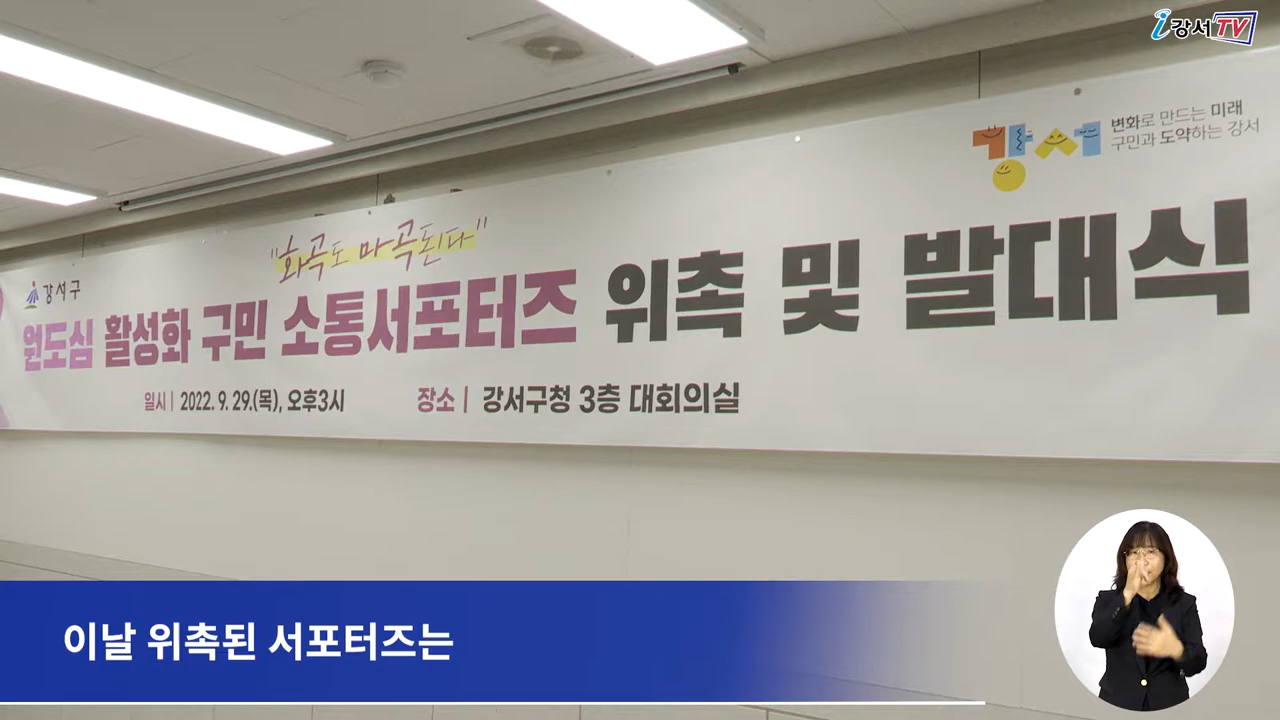 i강서TV
강서
변화로 만드는 미래
구민과 도약하는 강서
"화곡도 마곡된다"
강서구
원도심 활성화 구민 소통서포터즈 위촉 및 발대식
일시 | 2022. 9. 29.(목), 오후3시 장소 | 강서구청 3층 대회의실
이날 위촉된 서포터즈는